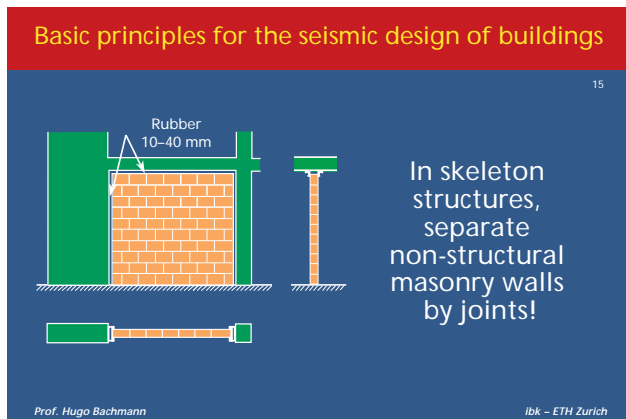 Basic principles for the seismic design of buildings
15
Rubber
10–40 mm
In skeleton
structures,
separate
non-structural
masonry walls
by joints!
Prof. Hugo Bachmann
ibk – ETH Zurich